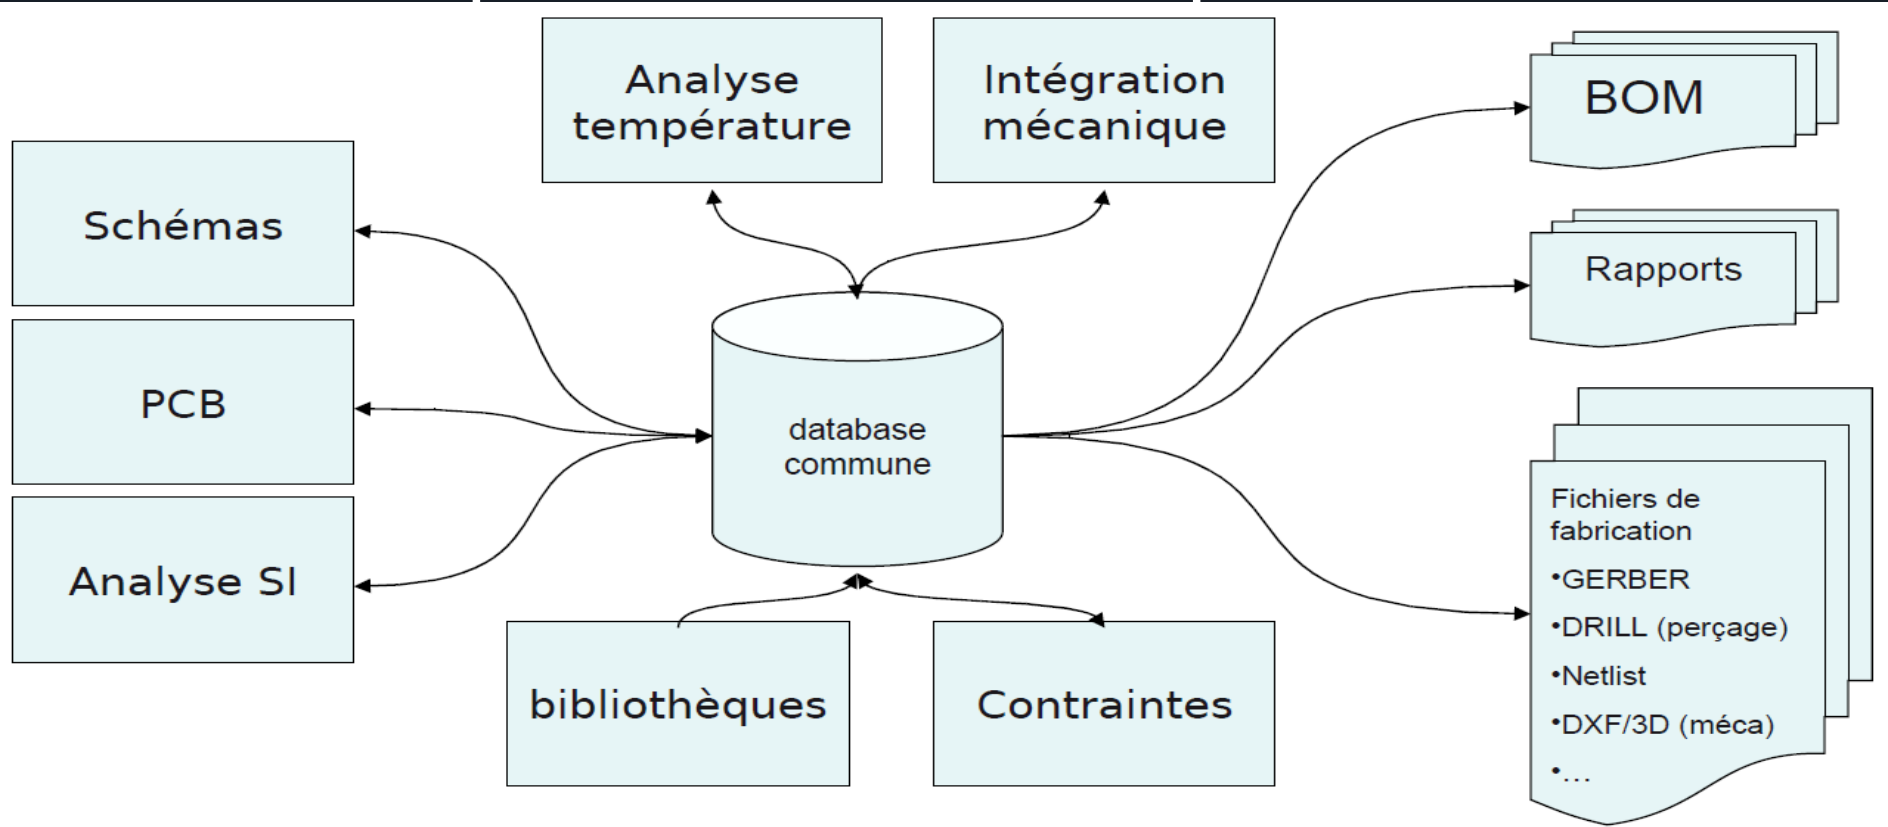 Analyse
température
Intégration
mécanique
BOM
Schémas
Rapports
PCB
database
commune
Analyse SI
bibliothèques
Contraintes
Fichiers de
fabrication
•GERBER
•DRILL (perçage)
•Netlist
•DXF/3D (méca)
•...